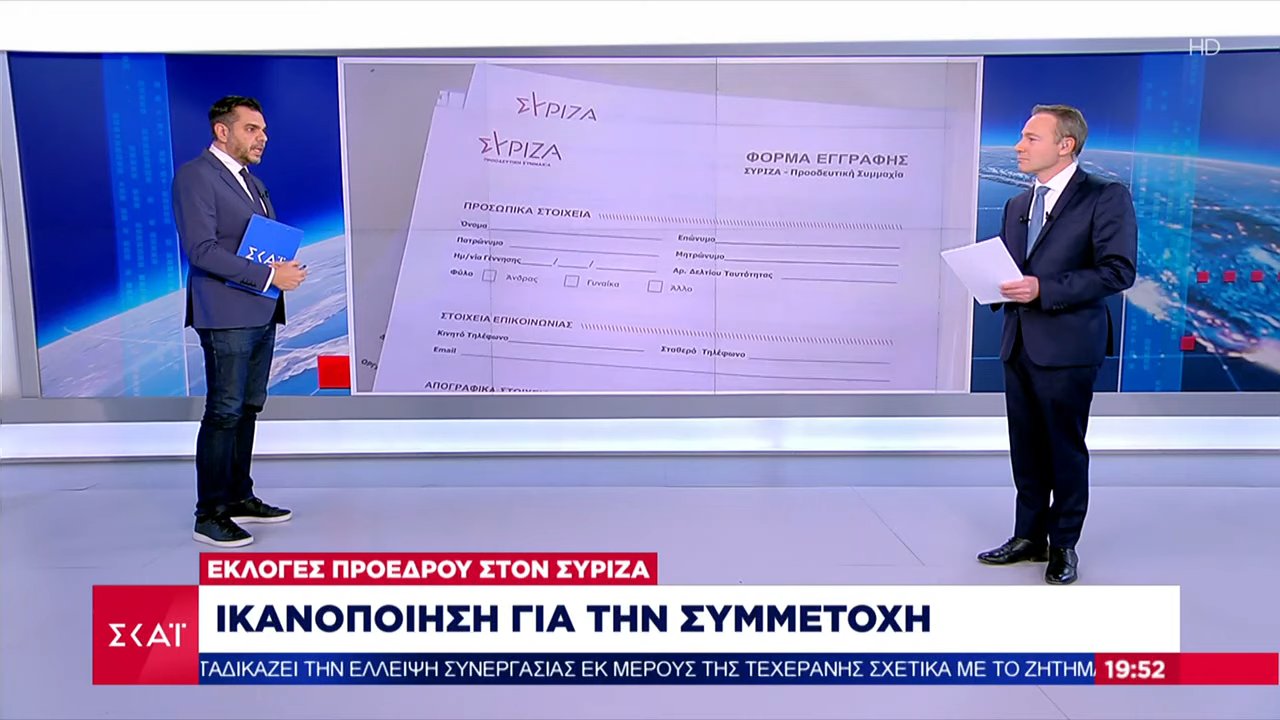 HD
ΣΥΡΙΖΑ
ΣΥΡΙΖΑ
ΠΡΟΟΔΕΥΤΙΚΗ ΣΥΜΜΑΧΙΑ
ΦΟΡΜΑ ΕΓΓΡΑΦΗΣ
ΣΥΡΙΖΑ - Προοδευτική Συμμαχία
ΠΡΟΣΩΠΙΚΑ ΣΤΟΙΧΕΙΑ
Όνομα Επώνυμο
Πατρώνυμο Μητρώνυμο
Ημ/νία Γέννησης / / Αρ. Δελτίου Ταυτότητας
Φύλο Άνδρας Γυναίκα Άλλο
ΣΤΟΙΧΕΙΑ ΕΠΙΚΟΙΝΩΝΙΑΣ
Κινητό Τηλέφωνο Σταθερό Τηλέφωνο
Email
ΑΠΟΓΡΑΦΙΚΑ
ΣΚΑΪ
ΕΚΛΟΓΕΣ ΠΡΟΕΔΡΟΥ ΣΤΟΝ ΣΥΡΙΖΑ
ΣΚΑΪ ΙΚΑΝΟΠΟΙΗΣΗ ΓΙΑ ΤΗΝ ΣΥΜΜΕΤΟΧΗ
ΤΑΔΙΚΑΖΕΙ ΤΗΝ ΕΛΛΕΙΨΗ ΣΥΝΕΡΓΑΣΙΑΣ ΕΚ ΜΕΡΟΥΣ ΤΗΣ ΤΕΧΕΡΑΝΗΣ ΣΧΕΤΙΚΑ ΜΕ ΤΟ ΖΗΤΗΜΑ 19:52